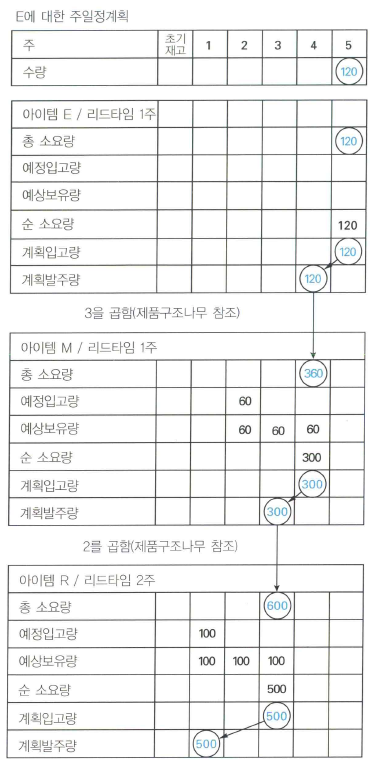 E에 대한 주일정계획
주 초기 재고 1 2 3 4 5
수량 120
아이템 E / 리드타임 1주
총 소요량 120
예정입고량
예상보유량
순 소요량 120
계획입고량 120
계획발주량 120
3을 곱함(제품구조나무 참조)
아이템 M / 리드타임 1주
총 소요량 360
예정입고량 60
예상보유량 60 60 60
순 소요량 300
계획입고량 300
계획발주량 300
2를 곱함(제품구조나무 참조)
아이템 R / 리드타임 2주
총 소요량 600
예정입고량 100
예상보유량 100 100 100
순 소요량 500
계획입고량 500
계획발주량 500